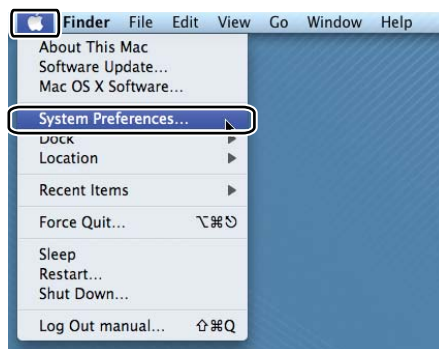 Finder File Edit View Go Window Help
About This Mac
Software Update...
Mac OS X Software...
System Preferences...
Dock
Location
Recent Items
Force Quit... ⌥⌘⎋
Sleep
Restart...
Shut Down...
Log Out manual... ⇧⌘Q